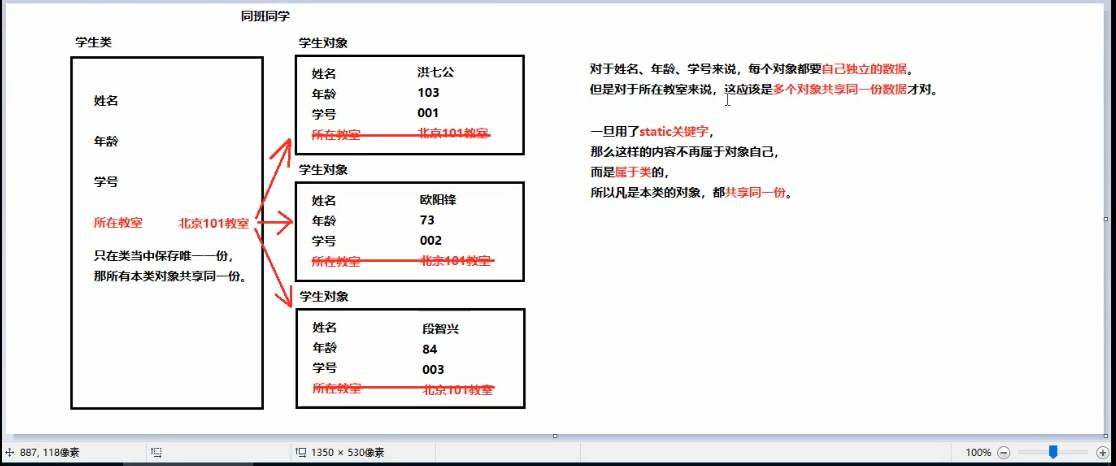 同班同学
学生类
姓名
年龄
学号
所在教室 北京101教室
只在类当中保存唯一一份，
那所有本类对象共享同一份。
学生对象
姓名 洪七公
年龄 103
学号 001
所在教室 北京101教室
学生对象
姓名 欧阳锋
年龄 73
学号 002
所在教室 北京101教室
学生对象
姓名 段智兴
年龄 84
学号 003
所在教室 北京101教室
对于姓名、年龄、学号来说，每个对象都要自己独立的数据。
但是对于所在教室来说，这应该是多个对象共享同一份数据才对。
一旦用了static关键字，
那么这样的内容不再属于对象自己，
而是属于类的，
所以凡是本类的对象，都共享同一份。
887, 118像素
1350 × 530像素
100%